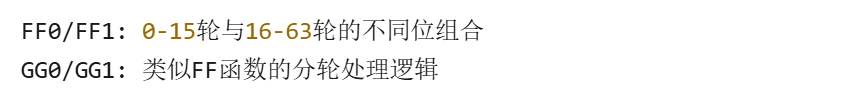 FF0/FF1: 0-15轮与16-63轮的不同位组合
GG0/GG1: 类似FF函数的分轮处理逻辑